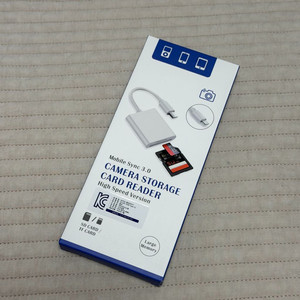 Mobile Sync 3.0
CAMERA STORAGE
CARD READER
High Speed Version
SD CARD /
TF CARD
Large
Memory